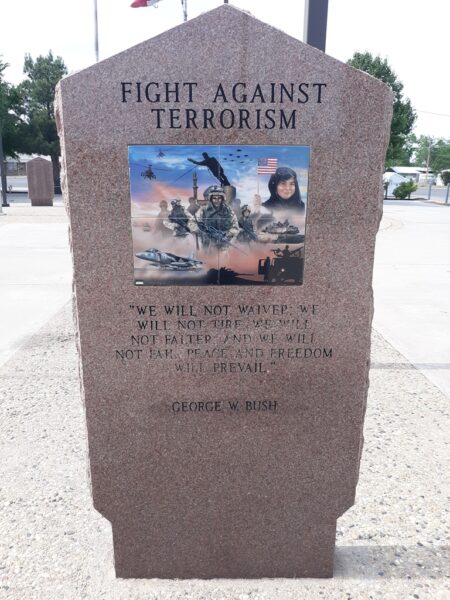 FIGHT AGAINST
TERRORISM
"WE WILL NOT WAIVER; WE
WILL NOT TIRE; WE WILL
NOT FALTER; AND WE WILL
NOT FAIL. PEACE AND FREEDOM
WILL PREVAIL."
GEORGE W. BUSH